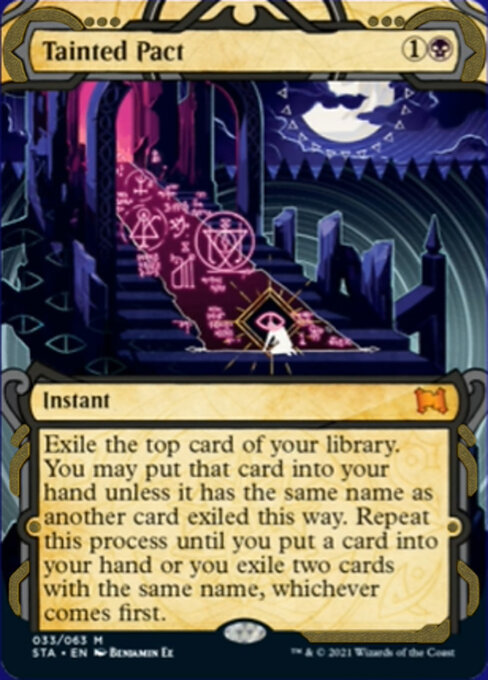 Tainted Pact 1
Instant
Exile the top card of your library.
You may put that card into your
hand unless it has the same name as
another card exiled this way. Repeat
this process until you put a card into
your hand or you exile two cards
with the same name, whichever
comes first.
033/063 M
STA • EN Benjamin Ee
™ & © 2021 Wizards of the Coast